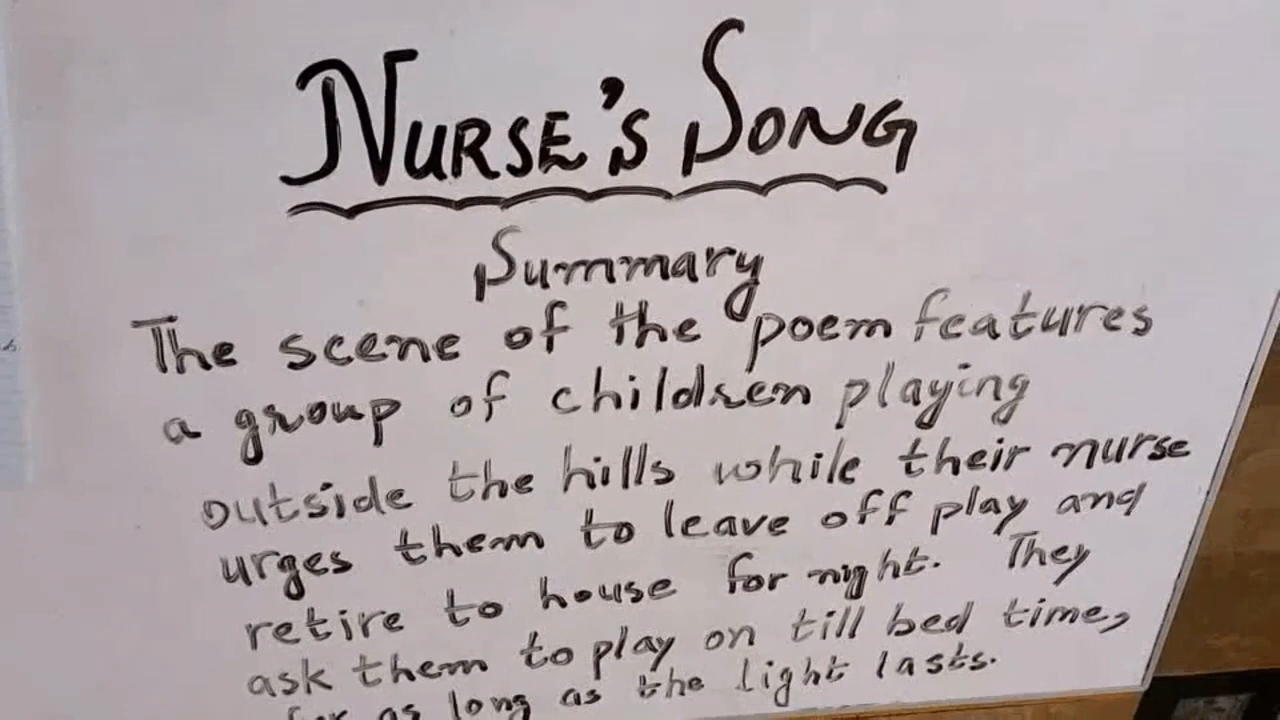 NURSE'S SONG
Summary
The scene of the poem features
a group of children playing
outside the hills while their nurse
urges them to leave off play and
retire to house for night. They
ask them to play on till bed time,
for as long as the light lasts.